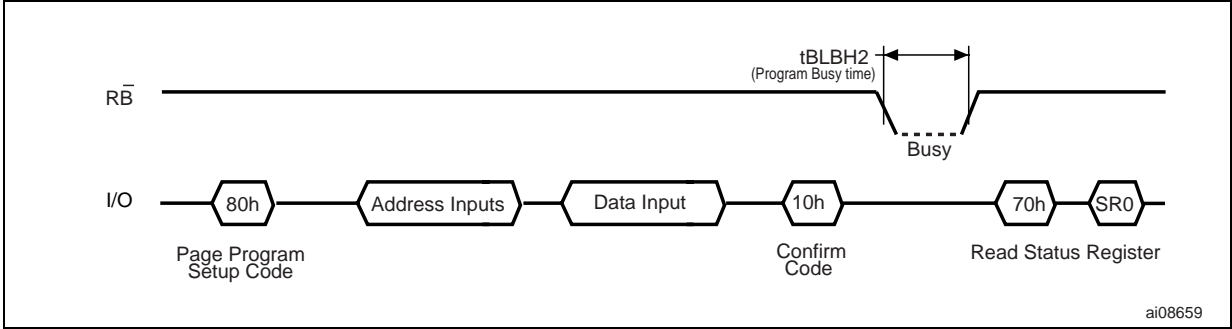 tBLBH2
(Program Busy time)
RB̅
Busy
I/O
80h
Address Inputs
Data Input
10h
70h
SR0
Page Program
Setup Code
Confirm
Code
Read Status Register
ai08659